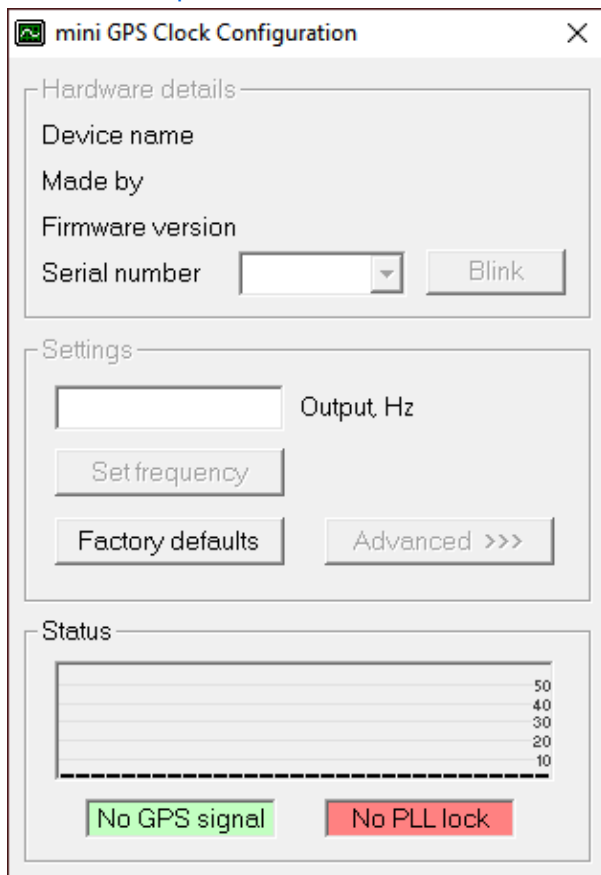 mini GPS Clock Configuration
Hardware details
Device name
Made by
Firmware version
Serial number Blink
Settings
Output, Hz
Set frequency
Factory defaults Advanced >>>
Status
50
40
30
20
10
No GPS signal No PLL lock